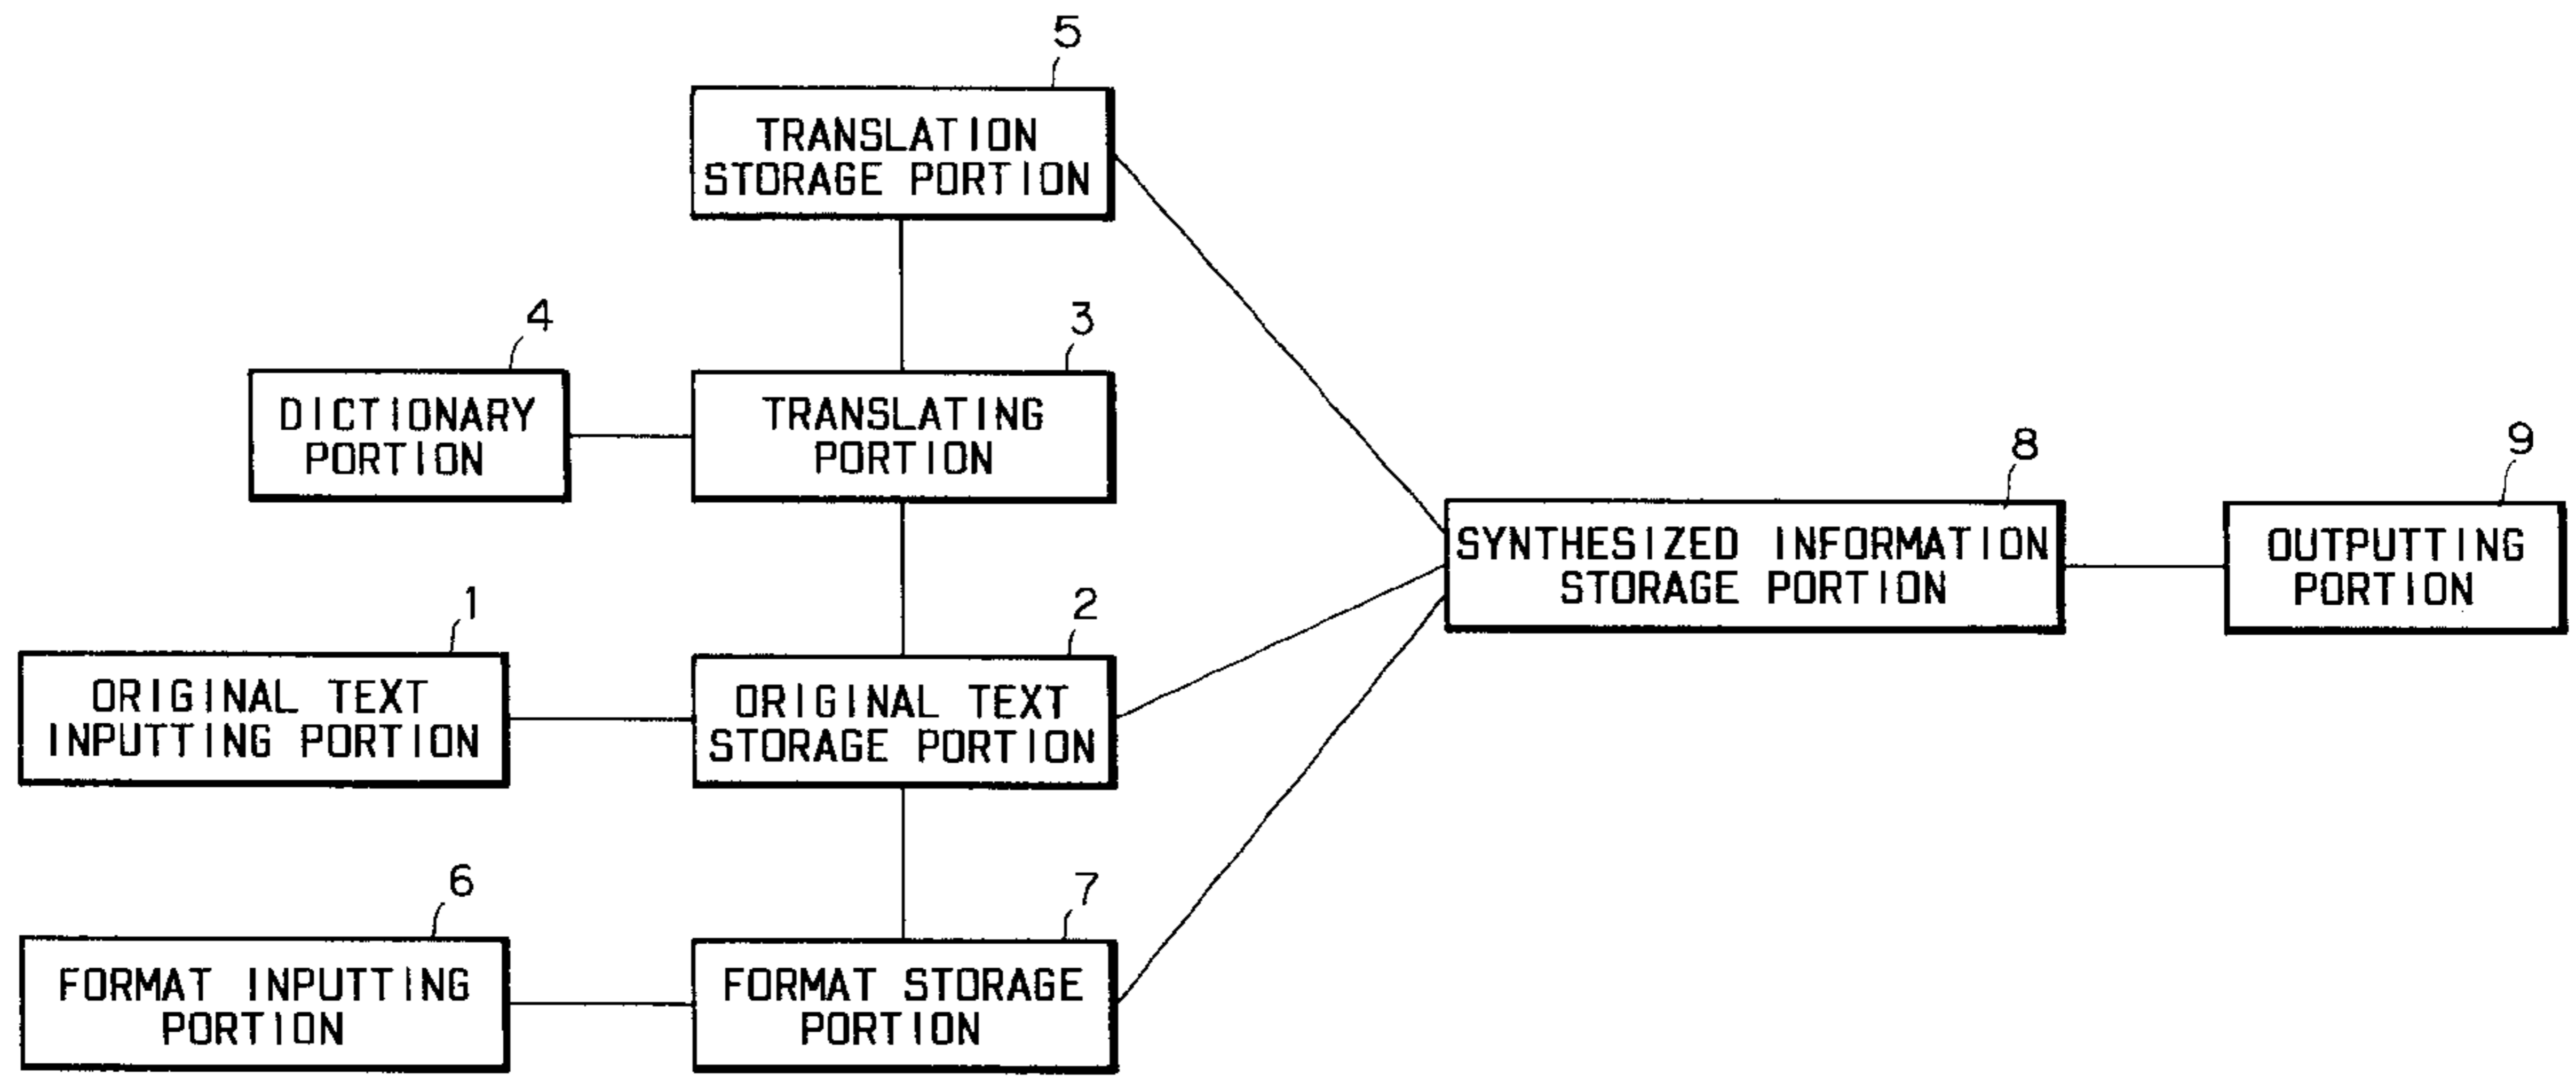 5
TRANSLATION
STORAGE PORTION
4
DICTIONARY
PORTION
3
TRANSLATING
PORTION
8
SYNTHESIZED INFORMATION
STORAGE PORTION
9
OUTPUTTING
PORTION
1
ORIGINAL TEXT
INPUTTING PORTION
2
ORIGINAL TEXT
STORAGE PORTION
6
FORMAT INPUTTING
PORTION
7
FORMAT STORAGE
PORTION